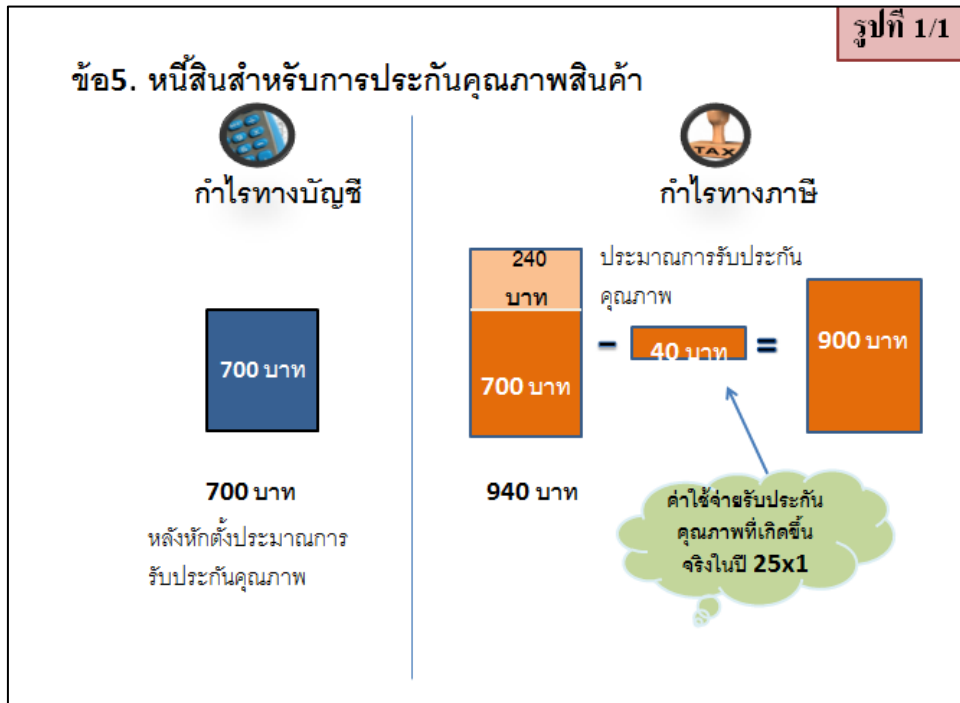 รูปที่ 1/1
ข้อ5. หนี้สินสำหรับการประกันคุณภาพสินค้า
กำไรทางบัญชี
700 บาท
700 บาท
หลังหักตั้งประมาณการ
รับประกันคุณภาพ
TAX
กำไรทางภาษี
240
บาท
700 บาท
940 บาท
ประมาณการรับประกัน
คุณภาพ
- 40 บาท = 900 บาท
ค่าใช้จ่ายรับประกัน
คุณภาพที่เกิดขึ้น
จริงในปี 25x1